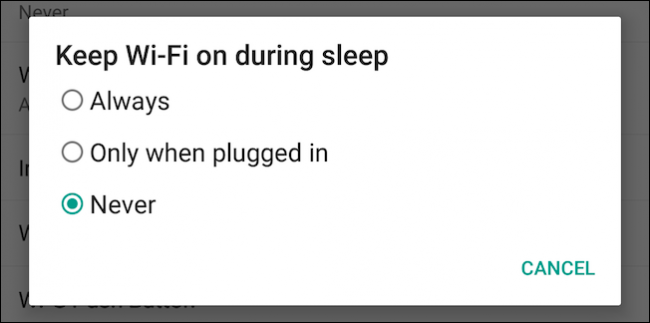 Never
Keep Wi-Fi on during sleep
Always
Only when plugged in
Never
CANCEL